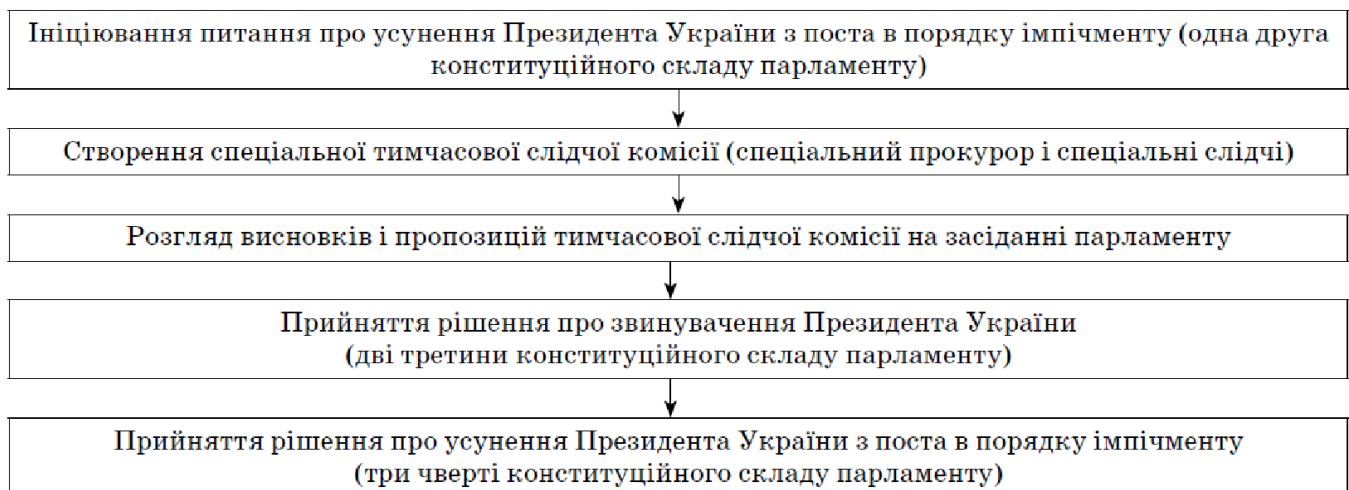 Ініціювання питання про усунення Президента України з поста в порядку імпічменту (одна друга
конституційного складу парламенту)
Створення спеціальної тимчасової слідчої комісії (спеціальний прокурор і спеціальні слідчі)
Розгляд висновків і пропозицій тимчасової слідчої комісії на засіданні парламенту
Прийняття рішення про звинувачення Президента України
(дві третини конституційного складу парламенту)
Прийняття рішення про усунення Президента України з поста в порядку імпічменту
(три чверті конституційного складу парламенту)